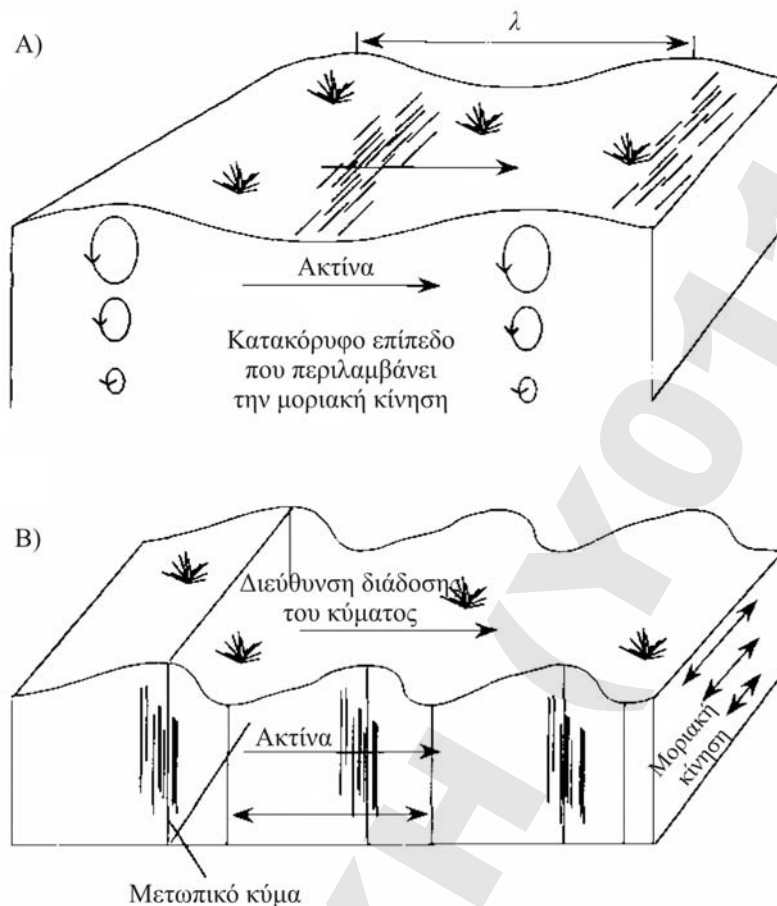 A)
λ
Ακτίνα
Κατακόρυφο επίπεδο
που περιλαμβάνει
την μοριακή κίνηση
B)
Διεύθυνση διάδοσης
του κύματος
Ακτίνα
Μοριακή
κίνηση
Μετωπικό κύμα